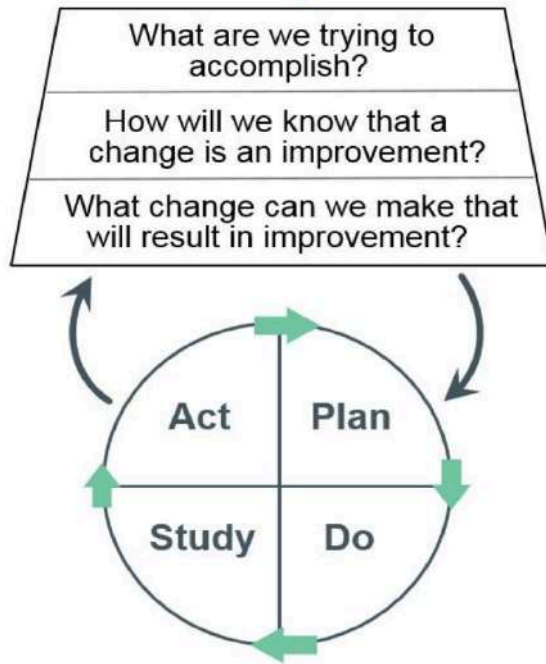 What are we trying to
accomplish?
How will we know that a
change is an improvement?
What change can we make that
will result in improvement?
Act
Plan
Study
Do